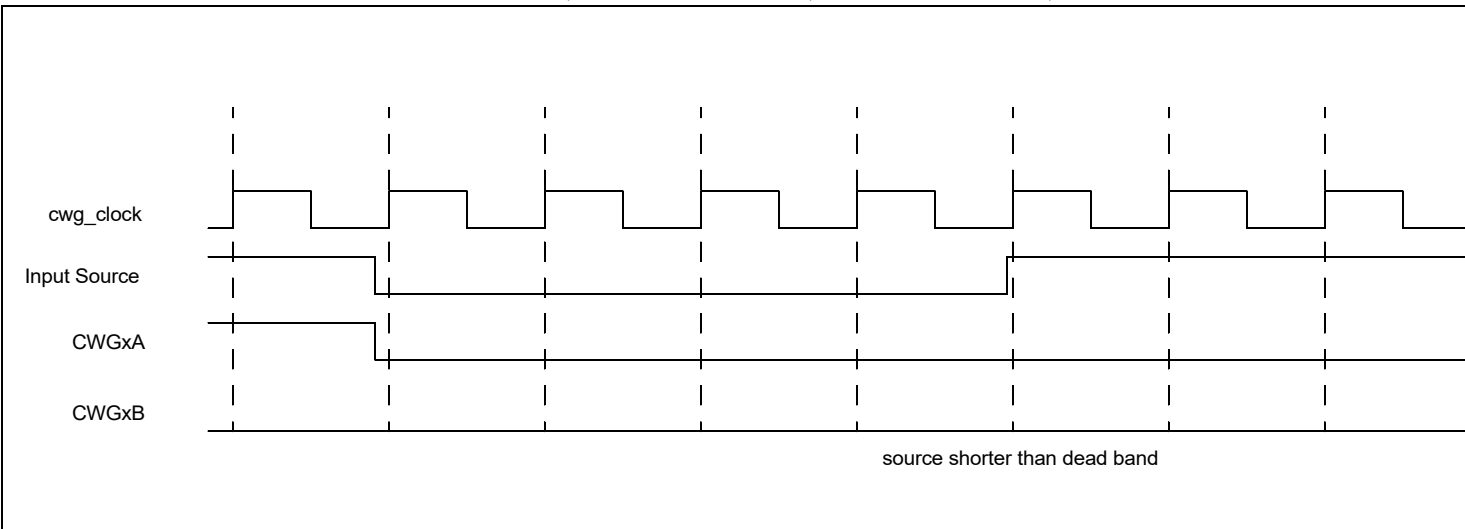 cwg_clock
Input Source
CWGxA
CWGxB
source shorter than dead band